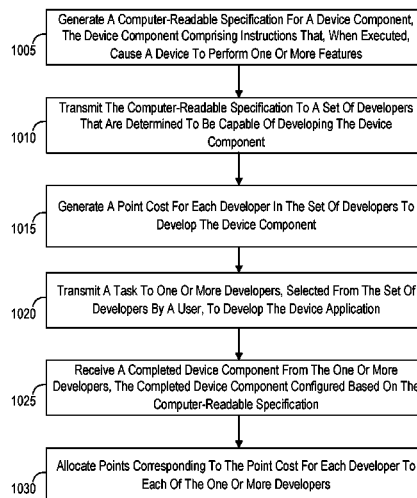 1005
Generate A Computer-Readable Specification For A Device Component,
The Device Component Comprising Instructions That, When Executed,
Cause A Device To Perform One Or More Features
1010
Transmit The Computer-Readable Specification To A Set Of Developers
That Are Determined To Be Capable Of Developing The Device
Component
1015
Generate A Point Cost For Each Developer In The Set Of Developers To
Develop The Device Component
1020
Transmit A Task To One Or More Developers, Selected From The Set Of
Developers By A User, To Develop The Device Application
1025
Receive A Completed Device Component From The One Or More
Developers, The Completed Device Component Configured Based On The
Computer-Readable Specification
1030
Allocate Points Corresponding To The Point Cost For Each Developer To
Each Of The One Or More Developers